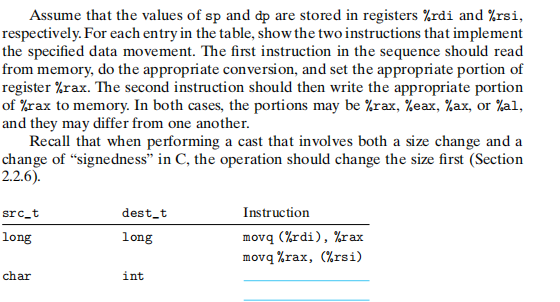 Assume that the values of sp and dp are stored in registers %rdi and %rsi,
respectively. For each entry in the table, show the two instructions that implement
the specified data movement. The first instruction in the sequence should read
from memory, do the appropriate conversion, and set the appropriate portion of
register %rax. The second instruction should then write the appropriate portion
of %rax to memory. In both cases, the portions may be %rax, %eax, %ax, or %al,
and they may differ from one another.
Recall that when performing a cast that involves both a size change and a
change of “signedness” in C, the operation should change the size first (Section
2.2.6).
src_t dest_t Instruction
long long movq (%rdi), %rax
movq %rax, (%rsi)
char int